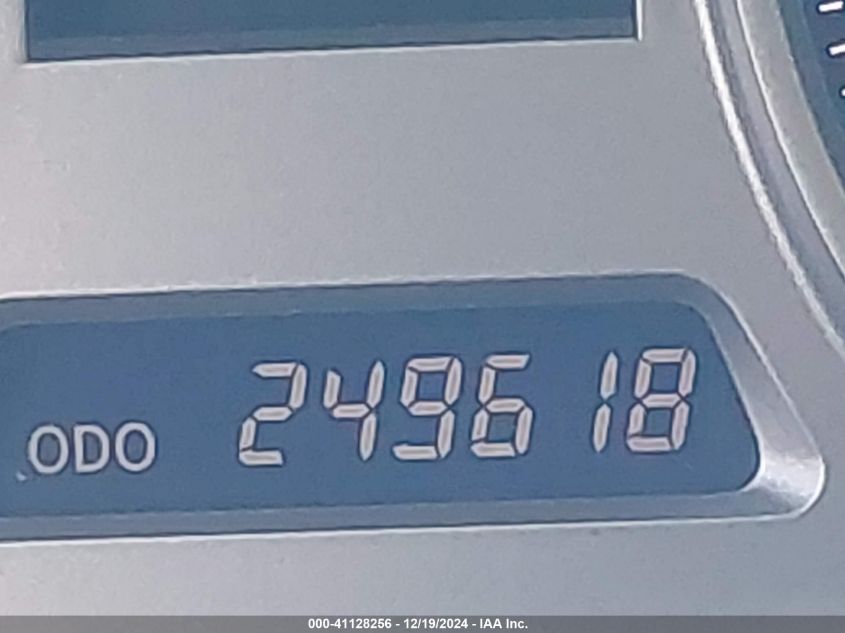 ODO 249618
000-41128256 - 12/19/2024 - IAA Inc.